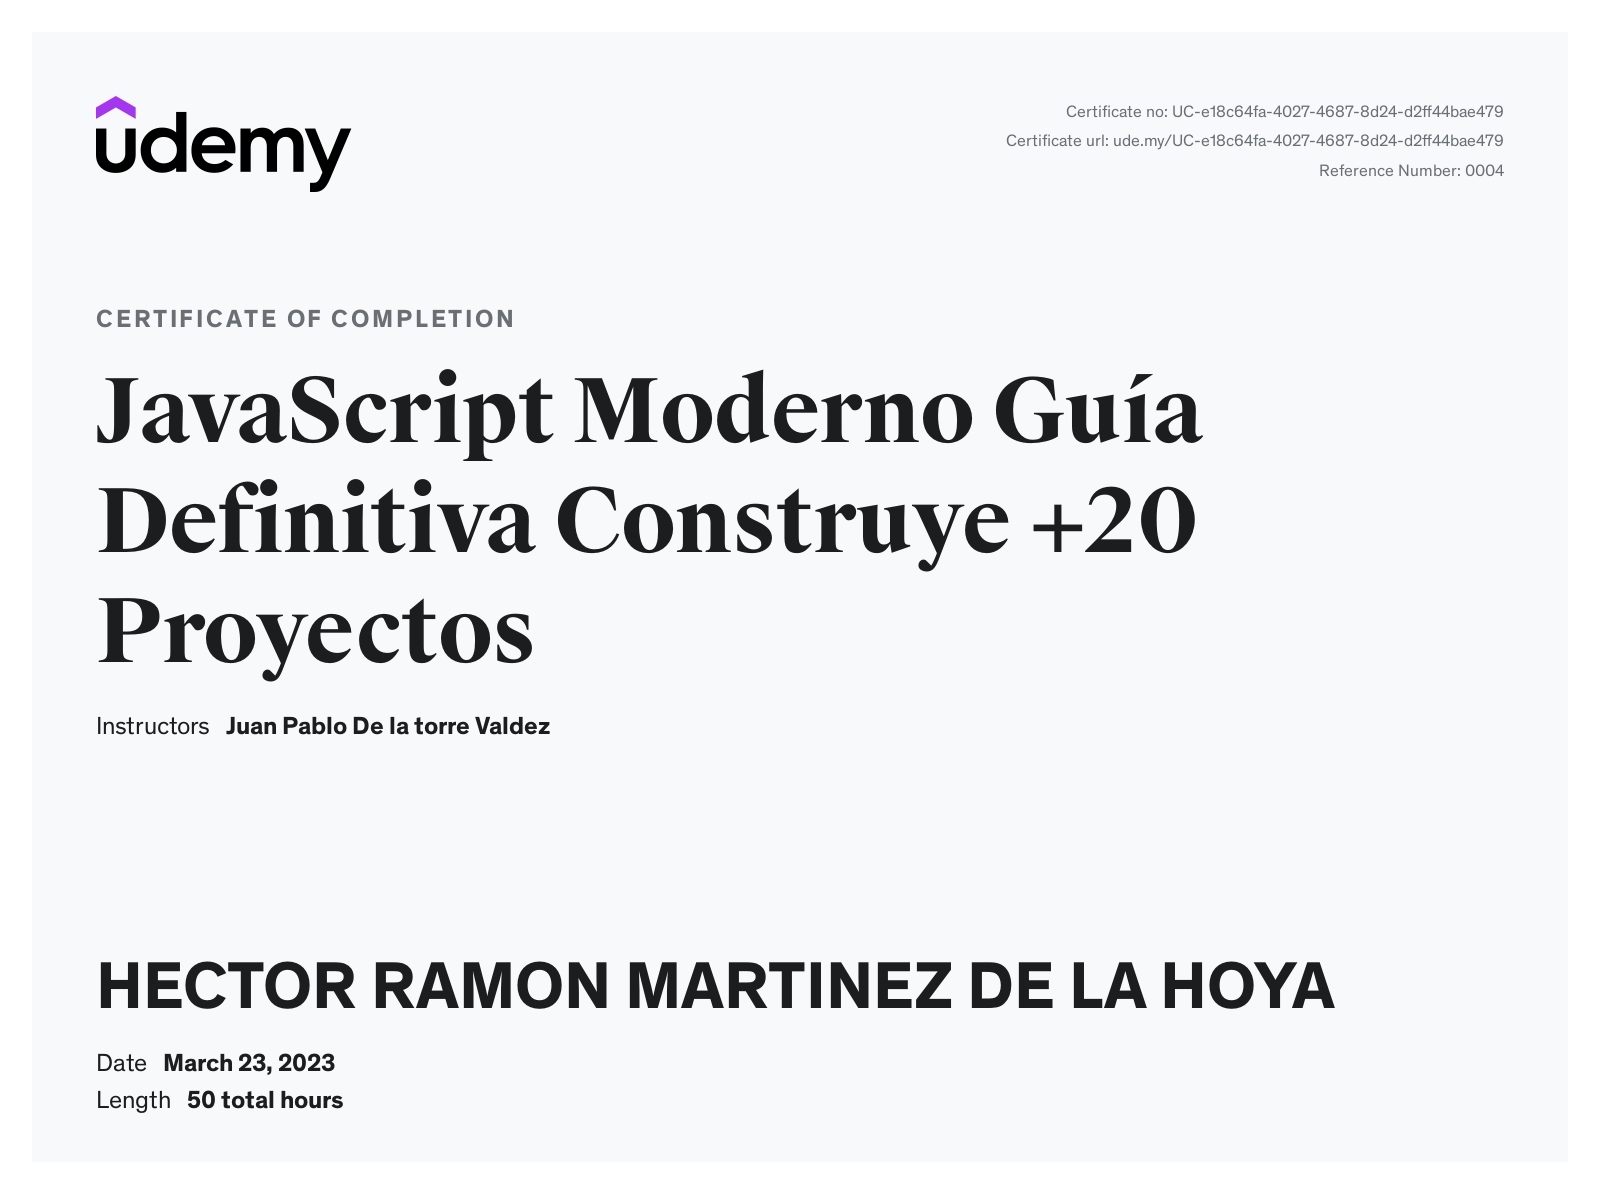 udemy
Certificate no: UC-e18c64fa-4027-4687-8d24-d2ff44bae479
Certificate url: ude.my/UC-e18c64fa-4027-4687-8d24-d2ff44bae479
Reference Number: 0004
CERTIFICATE OF COMPLETION
JavaScript Moderno Guía
Definitiva Construye +20
Proyectos
Instructors Juan Pablo De la torre Valdez
HECTOR RAMON MARTINEZ DE LA HOYA
Date March 23, 2023
Length 50 total hours